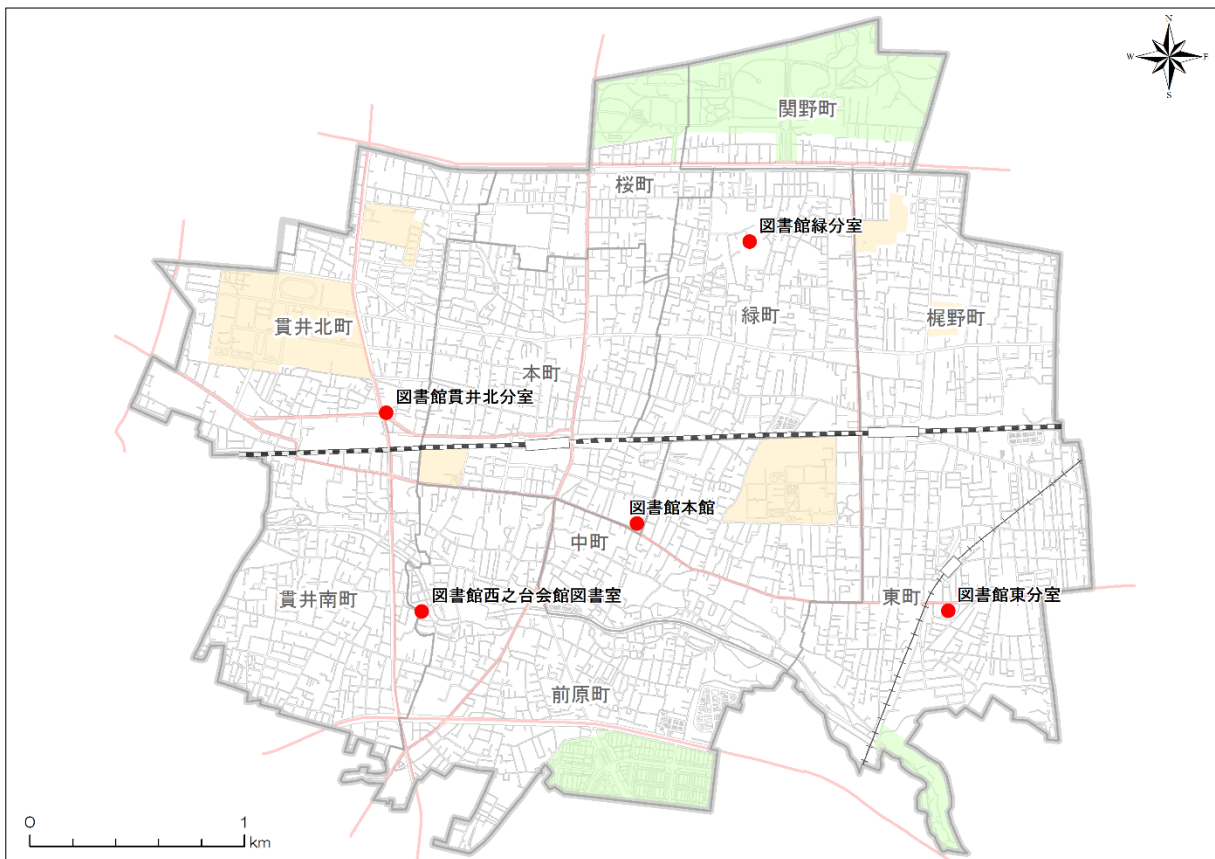 N
W
E
S
関野町
桜町
図書館緑分室
緑町
梶野町
貫井北町
本町
図書館貫井北分室
図書館本館
中町
貫井南町
図書館西之台会館図書室
東町
図書館東分室
前原町
0
1
km